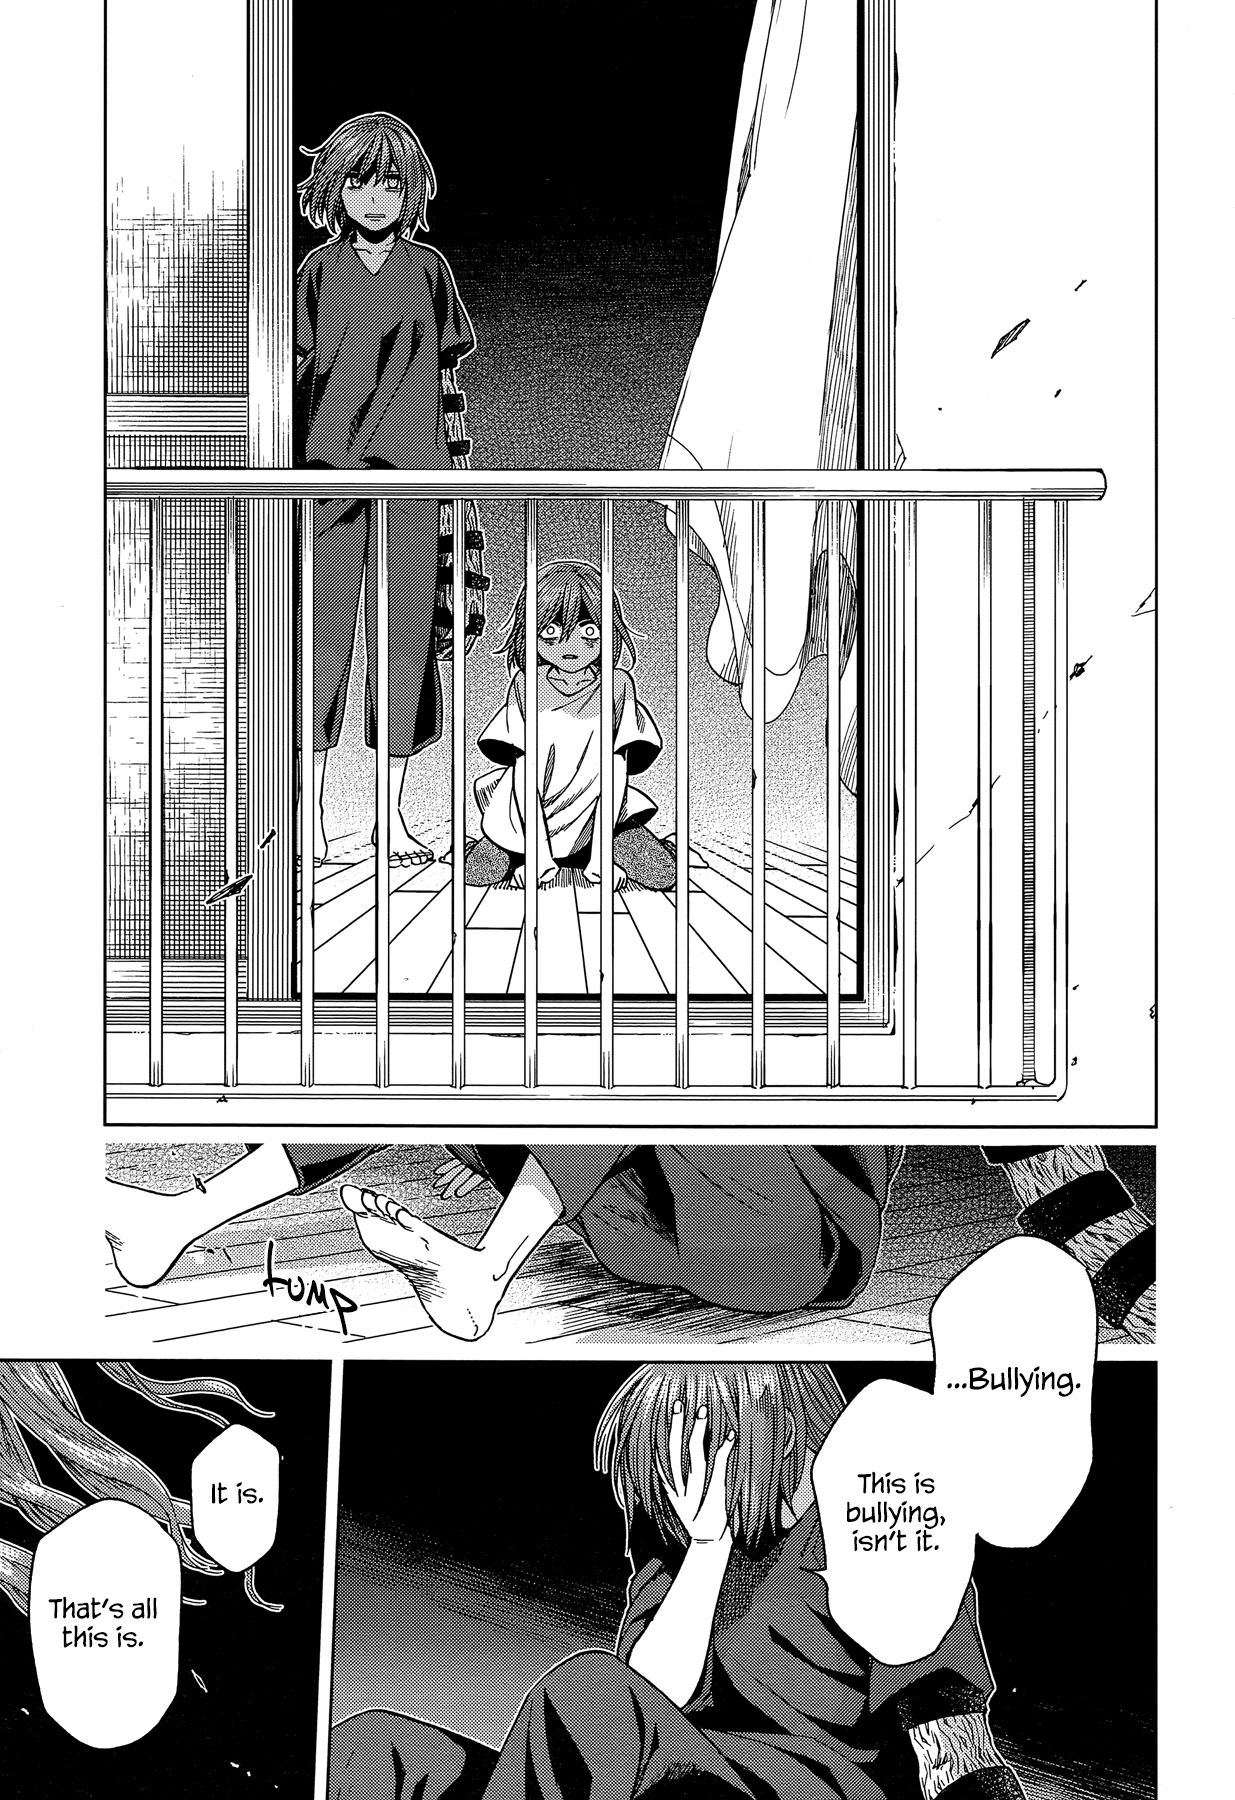 TUMP
...Bullying.
This is
bullying,
isn't it.
It is.
That's all
this is.